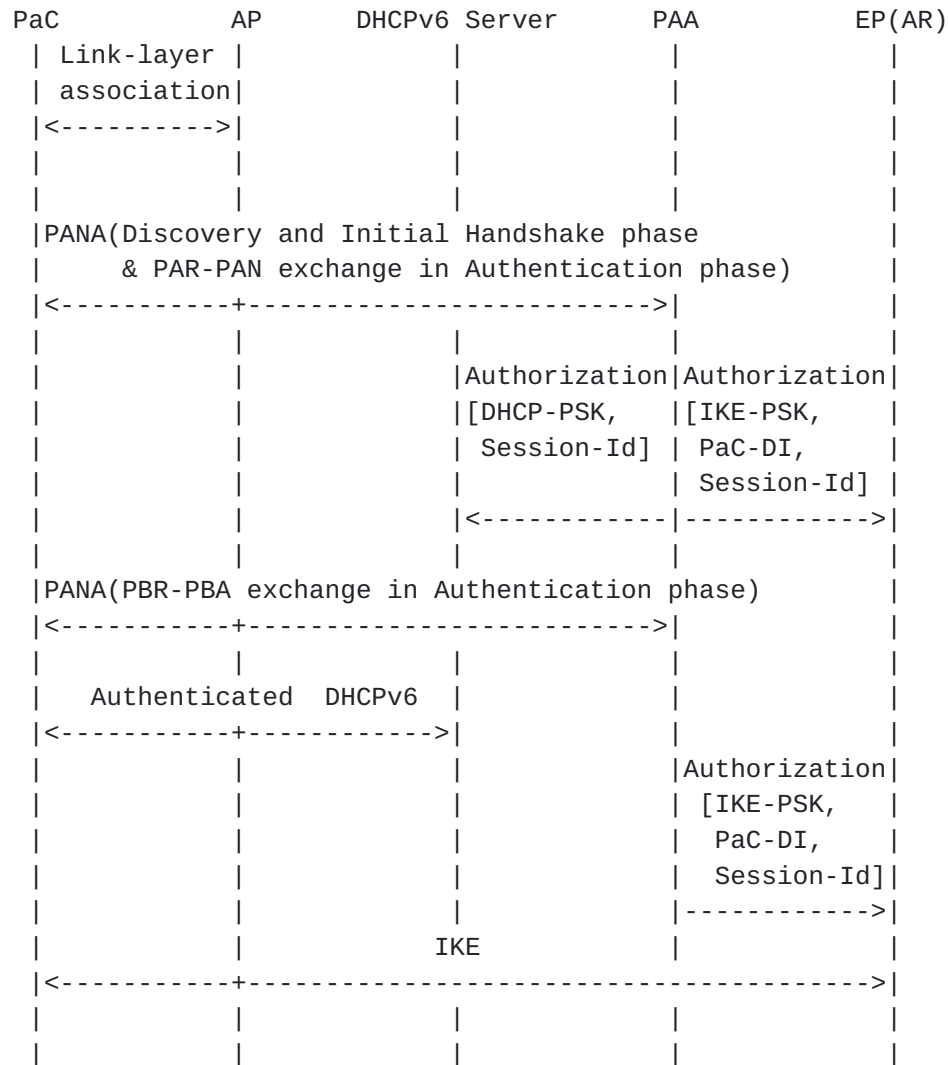 PaC AP DHCPv6 Server PAA EP(AR)
| Link-layer | | | |
| association| | | |
|<---------->| | | |
| | | | |
| | | | |
|PANA(Discovery and Initial Handshake phase |
| & PAR-PAN exchange in Authentication phase) |
|<-----------+-------------------------->| |
| | | | |
| | |Authorization|Authorization|
| | |[DHCP-PSK, |[IKE-PSK, |
| | | Session-Id] | PaC-DI, |
| | | | Session-Id] |
| | |<------------|------------>|
| | | | |
|PANA(PBR-PBA exchange in Authentication phase) |
|<-----------+-------------------------->| |
| | | | |
| Authenticated DHCPv6 | | |
|<-----------+------------>| | |
| | | |Authorization|
| | | | [IKE-PSK, |
| | | | PaC-DI, |
| | | | Session-Id]|
| | | |------------>|
| | IKE | |
|<-----------+---------------------------------------->|
| | | | |
| | | | |